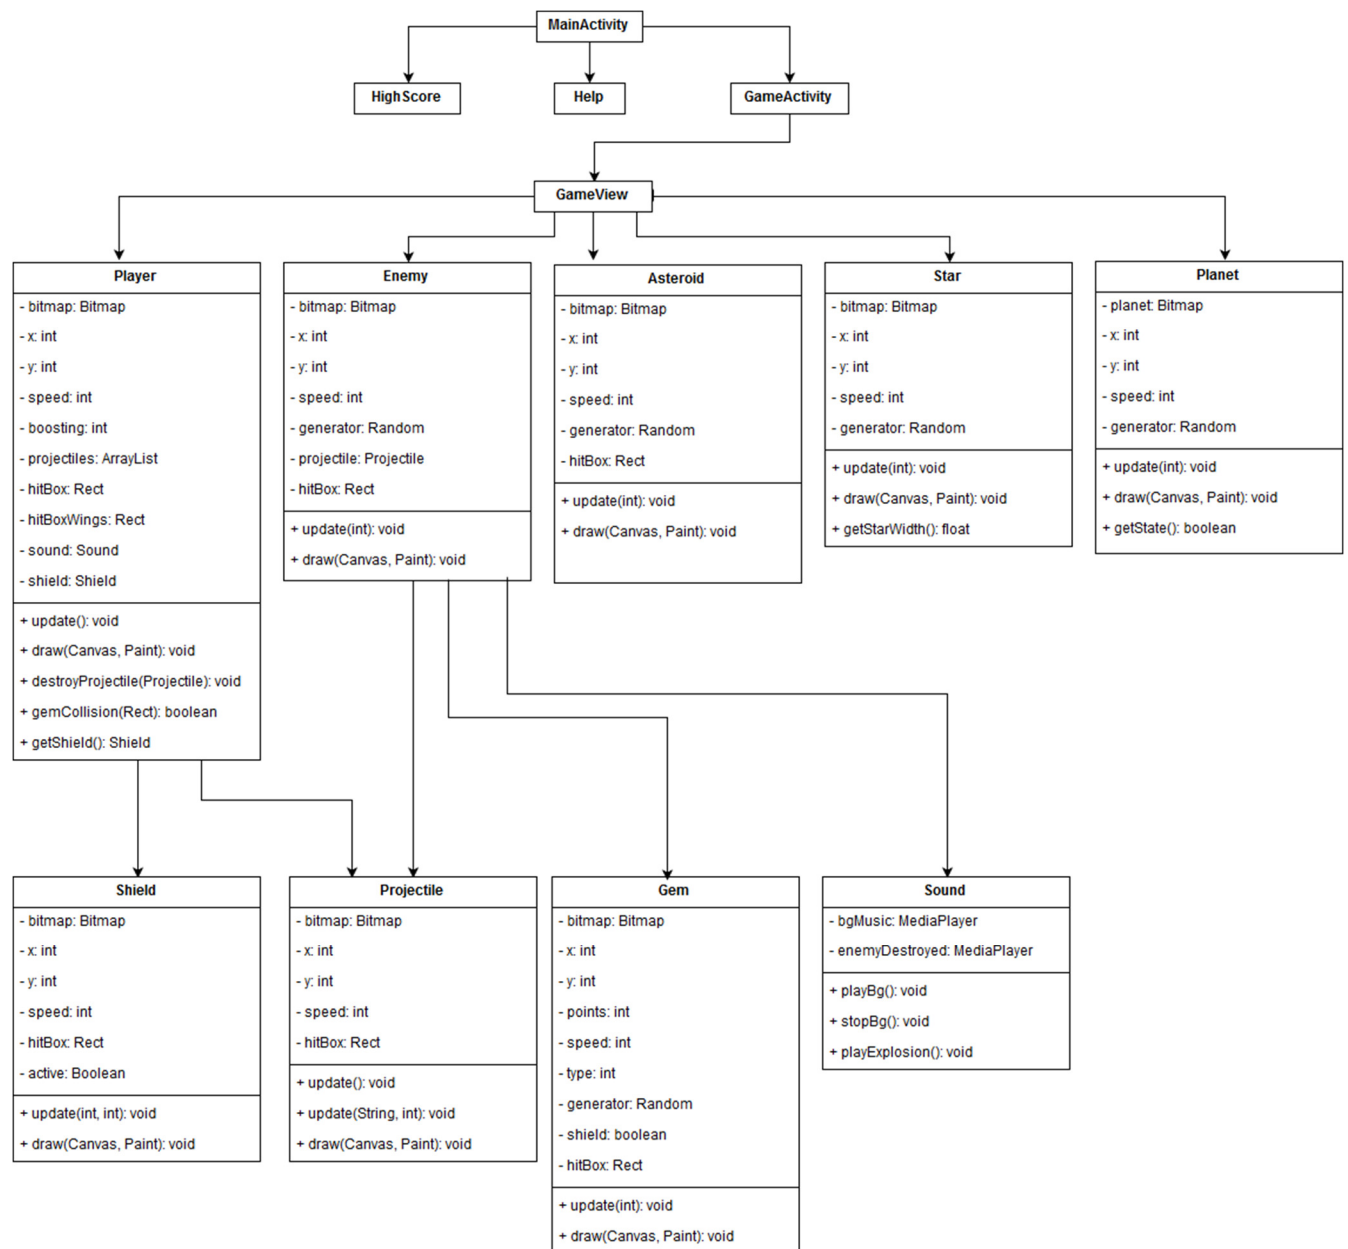 MainActivity
HighScore
Help
GameActivity
GameView
Player
- bitmap: Bitmap
- x: int
- y: int
- speed: int
- boosting: int
- projectiles: ArrayList
- hitBox: Rect
- hitBoxWings: Rect
- sound: Sound
- shield: Shield
+ update(): void
+ draw(Canvas, Paint): void
+ destroyProjectile(Projectile): void
+ gemCollision(Rect): boolean
+ getShield(): Shield
Enemy
- bitmap: Bitmap
- x: int
- y: int
- speed: int
- generator: Random
- projectile: Projectile
- hitBox: Rect
+ update(int): void
+ draw(Canvas, Paint): void
Asteroid
- bitmap: Bitmap
- x: int
- y: int
- speed: int
- generator: Random
- hitBox: Rect
+ update(int): void
+ draw(Canvas, Paint): void
Star
- bitmap: Bitmap
- x: int
- y: int
- speed: int
- generator: Random
+ update(int): void
+ draw(Canvas, Paint): void
+ getStarWidth(): float
Planet
- planet: Bitmap
- x: int
- y: int
- speed: int
- generator: Random
+ update(int): void
+ draw(Canvas, Paint): void
+ getState(): boolean
Shield
- bitmap: Bitmap
- x: int
- y: int
- speed: int
- hitBox: Rect
- active: Boolean
+ update(int, int): void
+ draw(Canvas, Paint): void
Projectile
- bitmap: Bitmap
- x: int
- y: int
- speed: int
- hitBox: Rect
+ update(): void
+ update(String, int): void
+ draw(Canvas, Paint): void
Gem
- bitmap: Bitmap
- x: int
- y: int
- points: int
- speed: int
- type: int
- generator: Random
- shield: boolean
- hitBox: Rect
+ update(int): void
+ draw(Canvas, Paint): void
Sound
- bgMusic: MediaPlayer
- enemyDestroyed: MediaPlayer
+ playBg(): void
+ stopBg(): void
+ playExplosion(): void